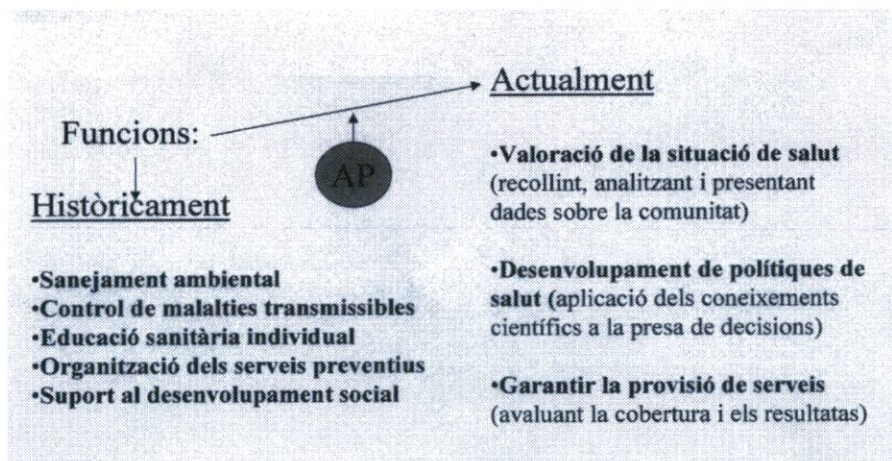 Funcions:
AP
Històricament
•Sanejament ambiental
•Control de malalties transmissibles
•Educació sanitària individual
•Organització dels serveis preventius
•Suport al desenvolupament social
Actualment
•Valoració de la situació de salut
(recollint, analitzant i presentant
dades sobre la comunitat)
•Desenvolupament de polítiques de
salut (aplicació dels coneixements
científics a la presa de decisions)
•Garantir la provisió de serveis
(avaluant la cobertura i els resultatas)